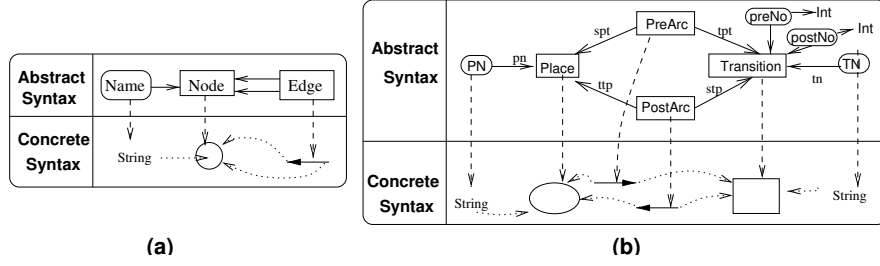 Abstract
Syntax
Name
Node
Edge
Concrete
Syntax
String
(a)
Abstract
Syntax
PN
pn
Place
spt
PreArc
tpt
preNo
Int
postNo
Int
Transition
TN
tn
ttp
PostArc
stp
Concrete
Syntax
String
String
(b)